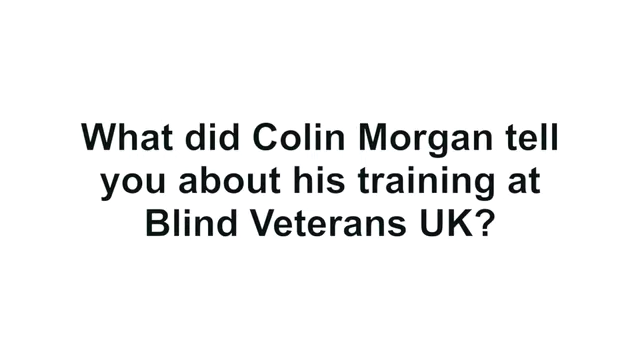 What did Colin Morgan tell
you about his training at
Blind Veterans UK?